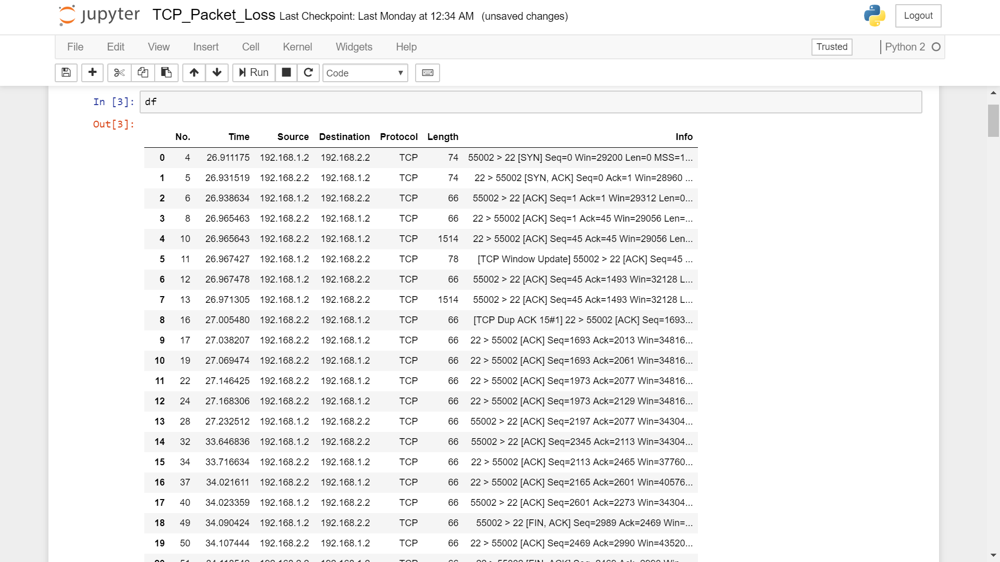 jupyter TCP_Packet_Loss Last Checkpoint: Last Monday at 12:34 AM (unsaved changes) Logout
File Edit View Insert Cell Kernel Widgets Help Trusted Python 2
Run Code
In [3]: df
Out[3]:
No. Time Source Destination Protocol Length Info
0 4 26.911175 192.168.1.2 192.168.2.2 TCP 74 55002 > 22 [SYN] Seq=0 Win=29200 Len=0 MSS=1...
1 5 26.931519 192.168.2.2 192.168.1.2 TCP 74 22 > 55002 [SYN, ACK] Seq=0 Ack=1 Win=28960 ...
2 6 26.938634 192.168.1.2 192.168.2.2 TCP 66 55002 > 22 [ACK] Seq=1 Ack=1 Win=29312 Len=0...
3 8 26.965463 192.168.2.2 192.168.1.2 TCP 66 22 > 55002 [ACK] Seq=1 Ack=45 Win=29056 Len=...
4 10 26.965643 192.168.2.2 192.168.1.2 TCP 1514 22 > 55002 [ACK] Seq=45 Ack=45 Win=29056 Len...
5 11 26.967427 192.168.1.2 192.168.2.2 TCP 78 [TCP Window Update] 55002 > 22 [ACK] Seq=45 ...
6 12 26.967478 192.168.1.2 192.168.2.2 TCP 66 55002 > 22 [ACK] Seq=45 Ack=1493 Win=32128 L...
7 13 26.971305 192.168.1.2 192.168.2.2 TCP 1514 55002 > 22 [ACK] Seq=45 Ack=1493 Win=32128 L...
8 16 27.005480 192.168.2.2 192.168.1.2 TCP 66 [TCP Dup ACK 15#1] 22 > 55002 [ACK] Seq=1693...
9 17 27.038207 192.168.2.2 192.168.1.2 TCP 66 22 > 55002 [ACK] Seq=1693 Ack=2013 Win=34816...
10 19 27.069474 192.168.2.2 192.168.1.2 TCP 66 22 > 55002 [ACK] Seq=1693 Ack=2061 Win=34816...
11 22 27.146425 192.168.2.2 192.168.1.2 TCP 66 22 > 55002 [ACK] Seq=1973 Ack=2077 Win=34816...
12 24 27.168306 192.168.2.2 192.168.1.2 TCP 66 22 > 55002 [ACK] Seq=1973 Ack=2129 Win=34816...
13 28 27.232512 192.168.1.2 192.168.2.2 TCP 66 55002 > 22 [ACK] Seq=2197 Ack=2077 Win=34304...
14 32 33.646836 192.168.1.2 192.168.2.2 TCP 66 55002 > 22 [ACK] Seq=2345 Ack=2113 Win=34304...
15 34 33.716634 192.168.2.2 192.168.1.2 TCP 66 22 > 55002 [ACK] Seq=2113 Ack=2465 Win=37760...
16 37 34.021611 192.168.2.2 192.168.1.2 TCP 66 22 > 55002 [ACK] Seq=2165 Ack=2601 Win=40576...
17 40 34.023359 192.168.1.2 192.168.2.2 TCP 66 55002 > 22 [ACK] Seq=2601 Ack=2273 Win=34304...
18 49 34.090424 192.168.1.2 192.168.2.2 TCP 66 55002 > 22 [FIN, ACK] Seq=2989 Ack=2469 Win=...
19 50 34.107444 192.168.2.2 192.168.1.2 TCP 66 22 > 55002 [ACK] Seq=2469 Ack=2990 Win=43520...